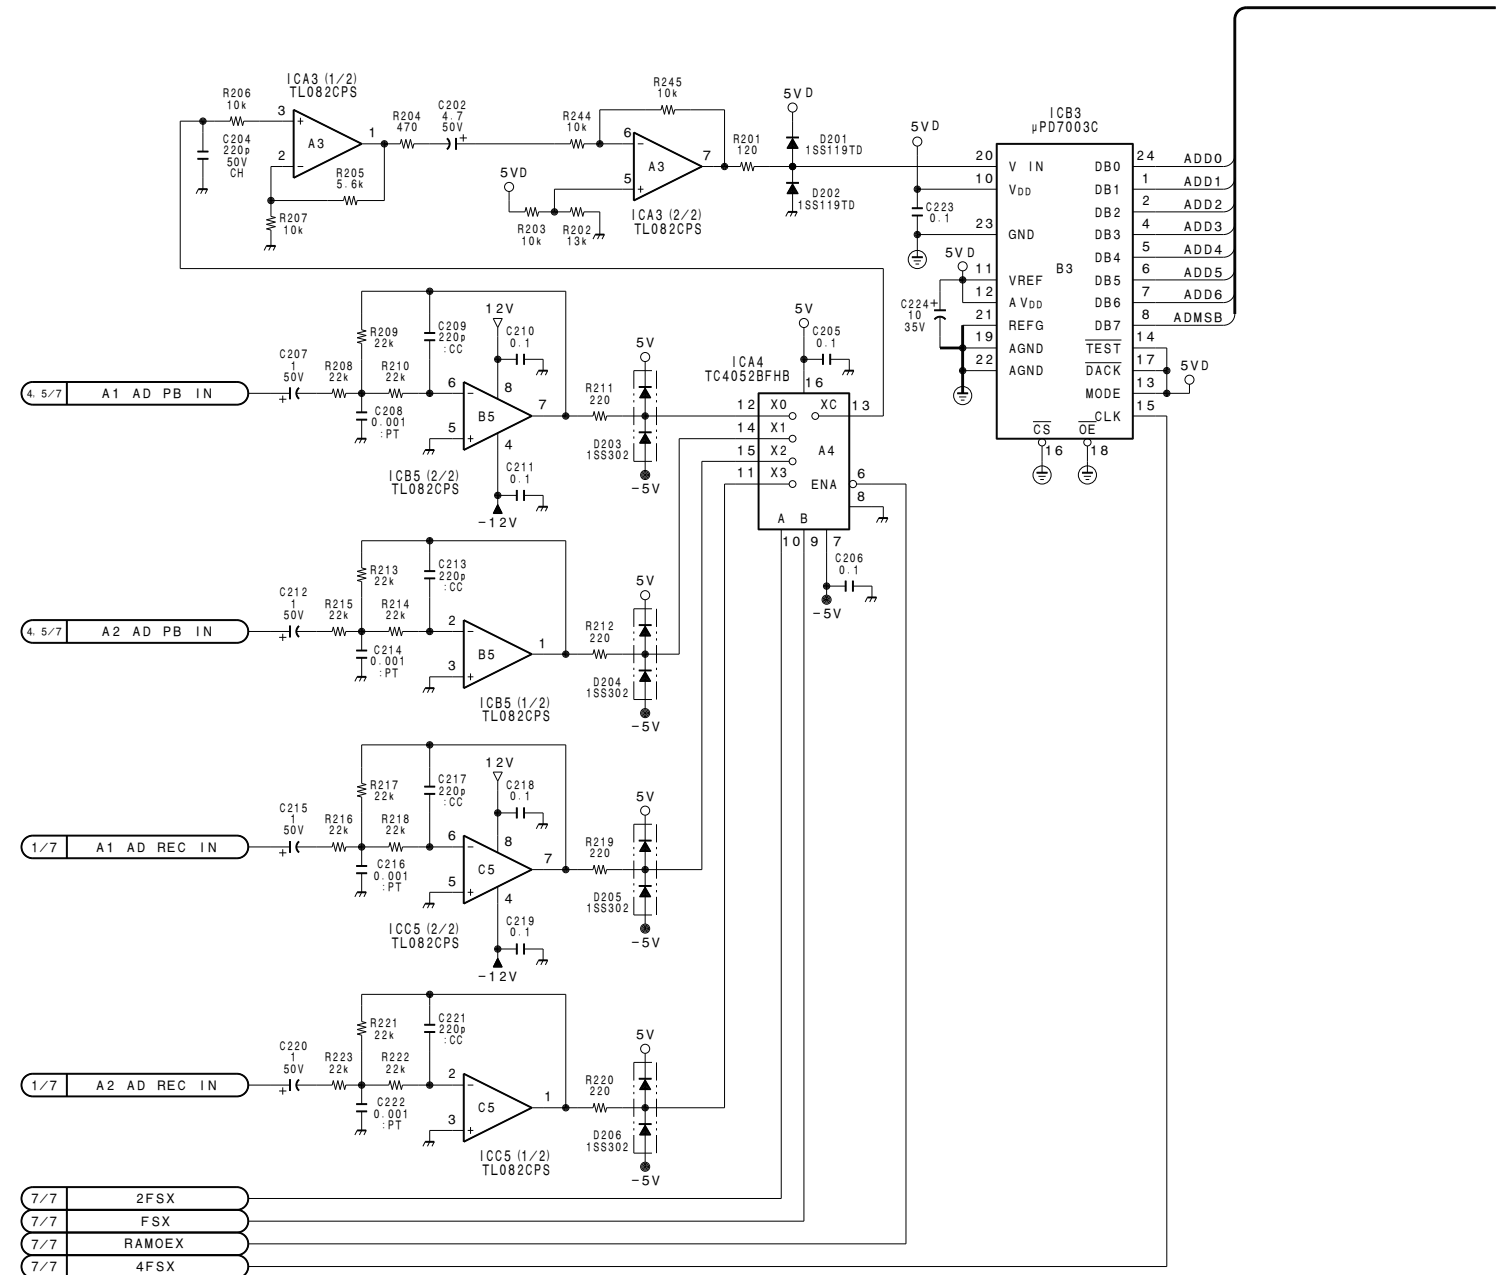 ICA3 (1/2)
TL082CPS
R206
10k
3
+
C204
220p
50V
CH
2
−
A3
1
R204
470
C202
4.7
50V
+
R205
5.6k
R207
10k
R244
10k
R245
10k
6
−
A3
5
+
7
5VD
R203
10k
R202
13k
ICA3 (2/2)
TL082CPS
R201
120
5VD
D201
1SS119TD
D202
1SS119TD
ICB3
µPD7003C
5VD
C223
0.1
5VD
C224+
10
35V
20 V IN
10 VDD
23 GND
11 VREF
12 AVDD
21 REFG
19 AGND
22 AGND
B3
DB0 24 ADD0
DB1 1 ADD1
DB2 2 ADD2
DB3 4 ADD3
DB4 5 ADD4
DB5 6 ADD5
DB6 7 ADD6
DB7 8 ADMSB
TEST 14
DACK 17
MODE 13
CLK 15
5VD
CS
16
OE
18
4, 5/7 A1 AD PB IN
C207
1
50V
+
R208
22k
R209
22k
R210
22k
C208
0.001
:PT
C209
220p
:CC
12V
C210
0.1
6
−
8
B5
7
5
+
4
C211
0.1
−12V
ICB5 (2/2)
TL082CPS
R211
220
5V
D203
1SS302
−5V
5V
C205
0.1
ICA4
TC4052BFHB
16
12 X0
14 X1
15 X2
11 X3
XC 13
A4
ENA 6
8
A B
10 9 7
C206
0.1
−5V
4, 5/7 A2 AD PB IN
C212
1
50V
+
R215
22k
R213
22k
R214
22k
C214
0.001
:PT
C213
220p
:CC
2
−
B5
1
3
+
ICB5 (1/2)
TL082CPS
R212
220
5V
D204
1SS302
−5V
1/7 A1 AD REC IN
C215
1
50V
+
R216
22k
R217
22k
R218
22k
C216
0.001
:PT
C217
220p
:CC
12V
C218
0.1
6
−
8
C5
7
5
+
4
C219
0.1
−12V
ICC5 (2/2)
TL082CPS
R219
220
5V
D205
1SS302
−5V
1/7 A2 AD REC IN
C220
1
50V
+
R223
22k
R221
22k
R222
22k
C222
0.001
:PT
C221
220p
:CC
2
−
C5
1
3
+
ICC5 (1/2)
TL082CPS
R220
220
5V
D206
1SS302
−5V
7/7 2FSX
7/7 FSX
7/7 RAMOEX
7/7 4FSX